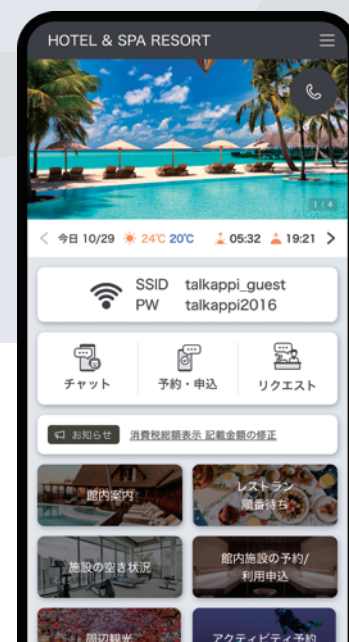 HOTEL & SPA RESORT
1 / 4
今日 10/29 24℃ 20℃ 05:32 19:21
SSID talkappi_guest
PW talkappi2016
チャット 予約・申込 リクエスト
お知らせ 消費税総額表示 記載金額の修正
館内案内
レストラン
順番待ち
施設の空き状況
館内施設の予約/
利用申込
周辺観光 アクティビティ予約